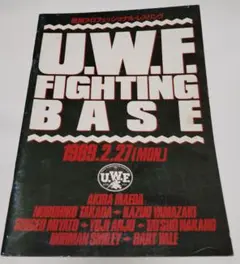 U.W.F.
FIGHTING
BASE
1989.2.27[MON.]
U.W.F.
AKIRA MAEDA
NOBUHIKO TAKADA KAZUO YAMAZAKI
SHIGEO MIYATO YOJI ANJO TATSUO NAKANO
NORMAN SMILEY BART VALE